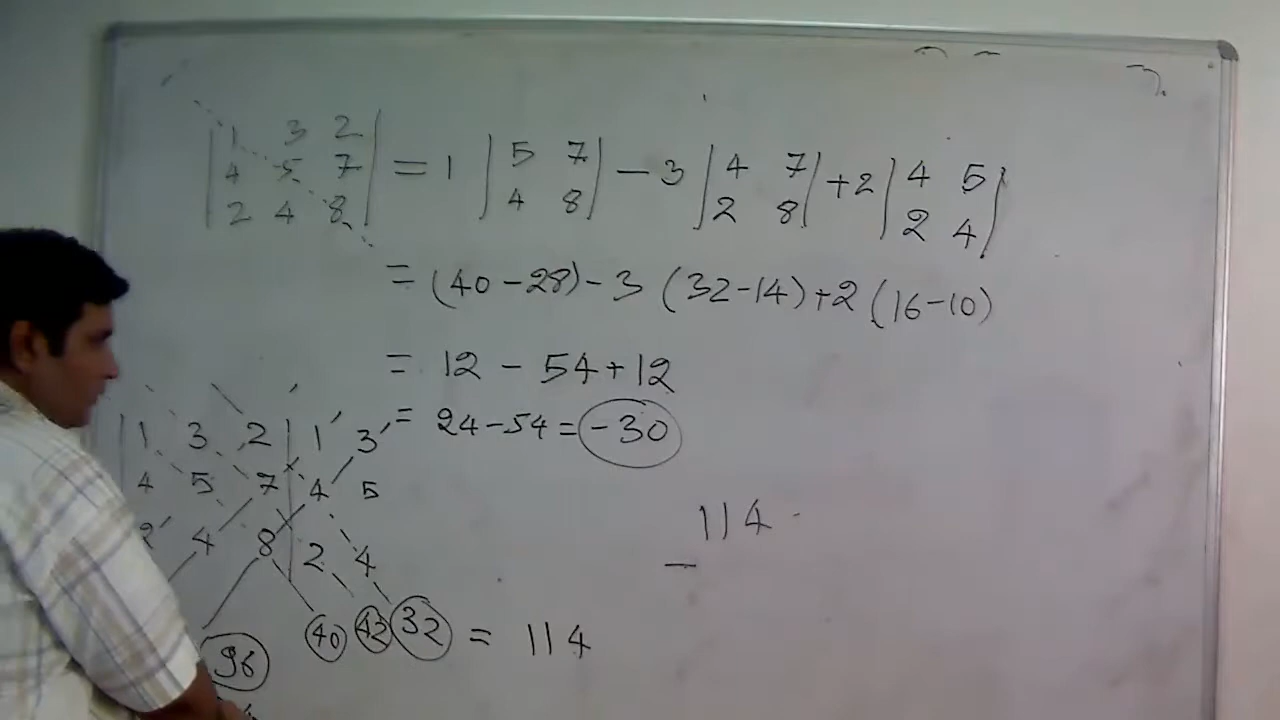 | 1 3 2 |
| 4 5 7 | = 1 | 5 7 | − 3 | 4 7 | + 2 | 4 5 |
| 2 4 8 | | 4 8 | | 2 8 | | 2 4 |
= (40 − 28) − 3 (32 − 14) + 2 (16 − 10)
= 12 − 54 + 12
= 24 − 54 = −30
| 1 3 2 | 1 3
4 5 7 | 4 5
2 4 8 | 2 4
114
−
96 40 42 32 = 114